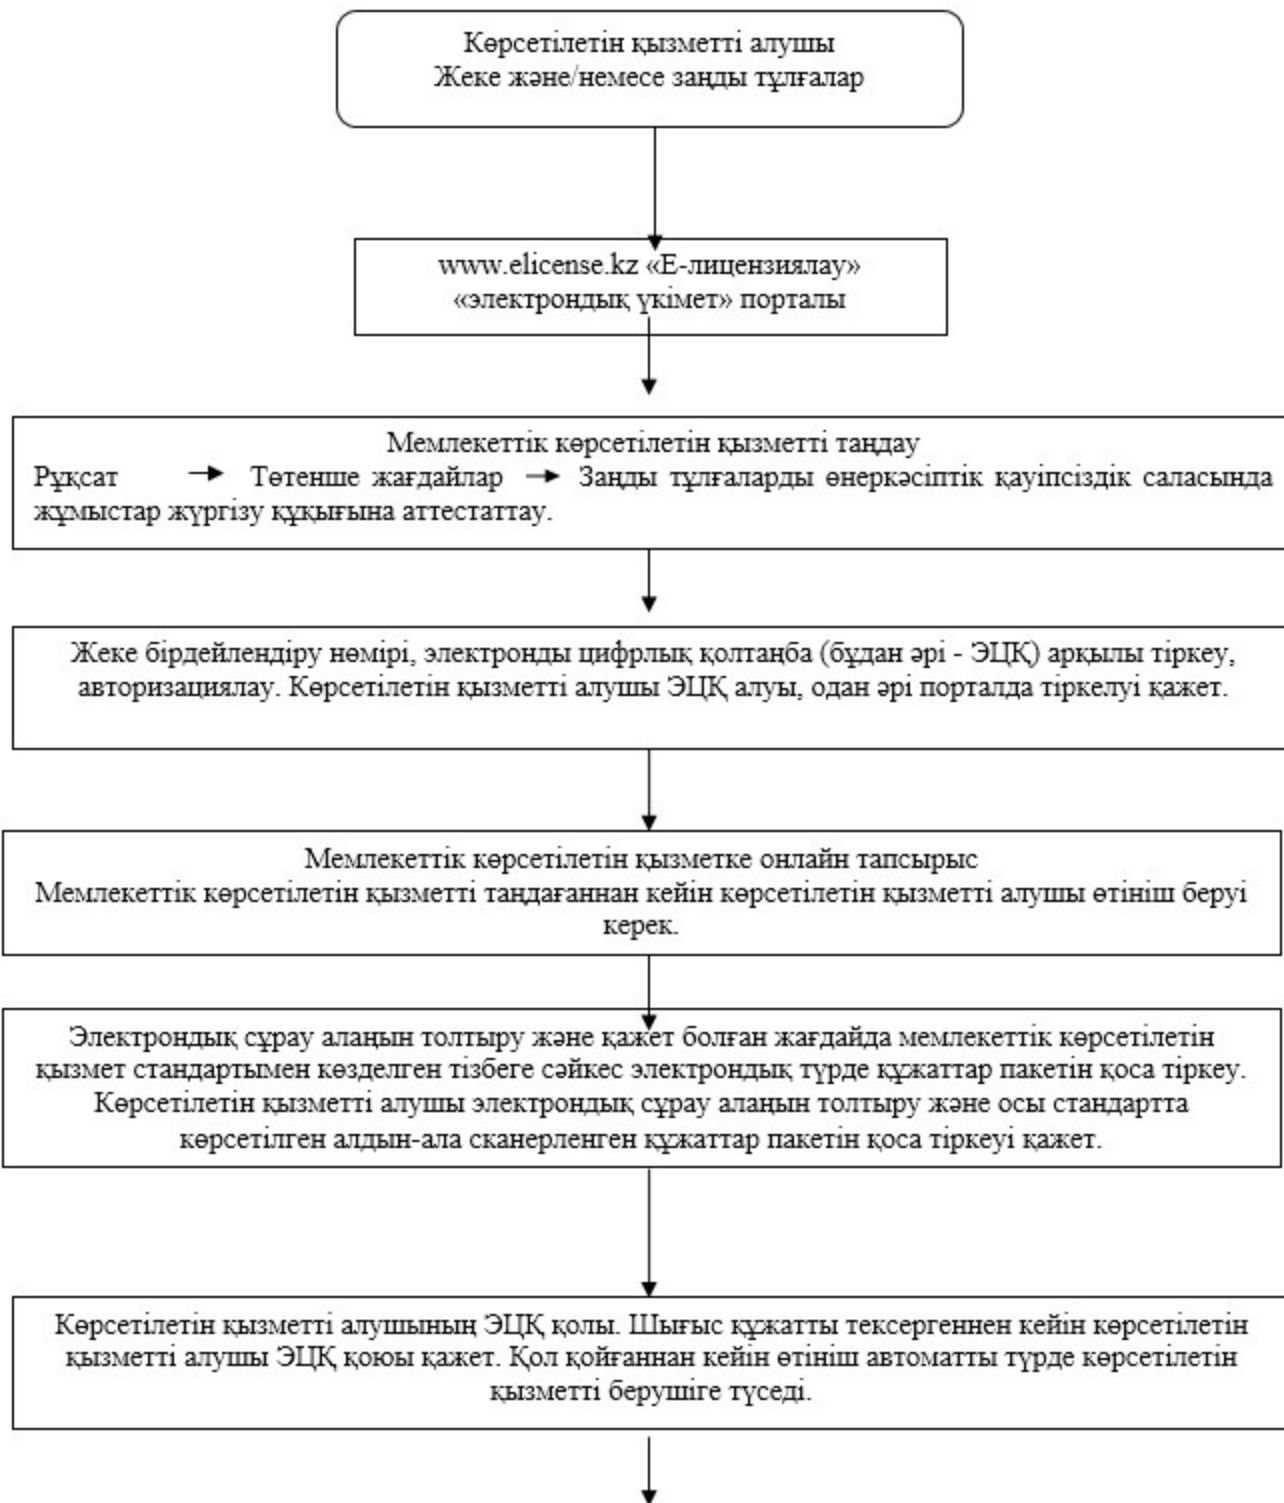 Көрсетілетін қызметті алушы
Жеке және/немесе заңды тұлғалар
www.elicense.kz «Е-лицензиялау»
«электрондық үкімет» порталы
Мемлекеттік көрсетілетін қызметті таңдау
Рұқсат → Төтенше жағдайлар → Заңды тұлғаларды өнеркәсіптік қауіпсіздік саласында
жұмыстар жүргізу құқығына аттестаттау.
Жеке бірдейлендіру нөмірі, электронды цифрлық қолтаңба (бұдан әрі - ЭЦҚ) арқылы тіркеу,
авторизациялау. Көрсетілетін қызметті алушы ЭЦҚ алуы, одан әрі порталда тіркелуі қажет.
Мемлекеттік көрсетілетін қызметке онлайн тапсырыс
Мемлекеттік көрсетілетін қызметті таңдағаннан кейін көрсетілетін қызметті алушы өтініш беруі
керек.
Электрондық сұрау алаңын толтыру және қажет болған жағдайда мемлекеттік көрсетілетін
қызмет стандартымен көзделген тізбеге сәйкес электрондық түрде құжаттар пакетін қоса тіркеу.
Көрсетілетін қызметті алушы электрондық сұрау алаңын толтыру және осы стандартта
көрсетілген алдын-ала сканерленген құжаттар пакетін қоса тіркеуі қажет.
Көрсетілетін қызметті алушының ЭЦҚ қолы. Шығыс құжатты тексергеннен кейін көрсетілетін
қызметті алушы ЭЦҚ қоюы қажет. Қол қойғаннан кейін өтініш автоматты түрде көрсетілетін
қызметті берушіге түседі.